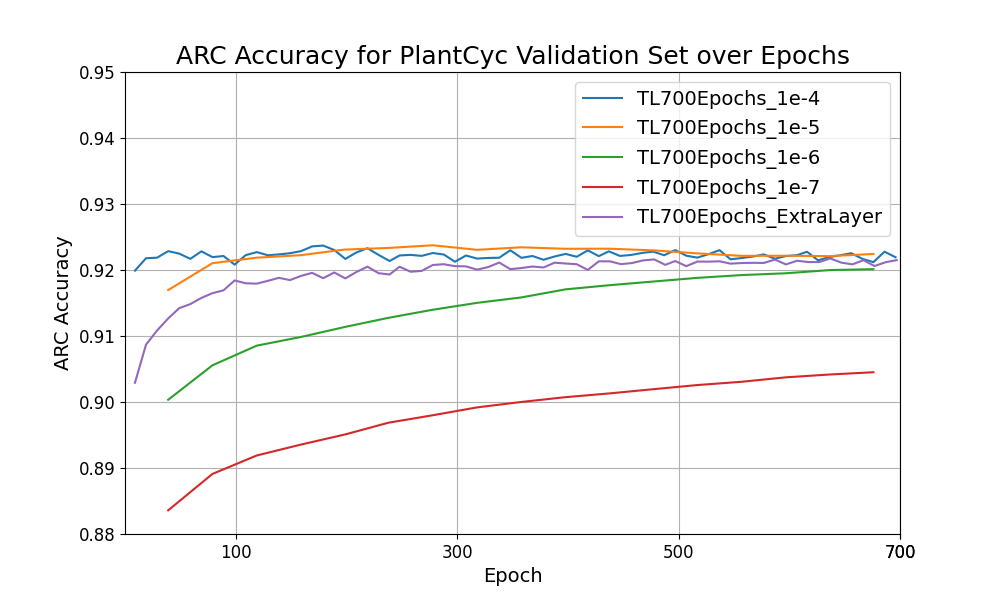 ARC Accuracy for PlantCyc Validation Set over Epochs
0.95
0.94
0.93
0.92
0.91
0.90
0.89
0.88
ARC Accuracy
TL700Epochs_1e-4
TL700Epochs_1e-5
TL700Epochs_1e-6
TL700Epochs_1e-7
TL700Epochs_ExtraLayer
100 300 500 700
Epoch